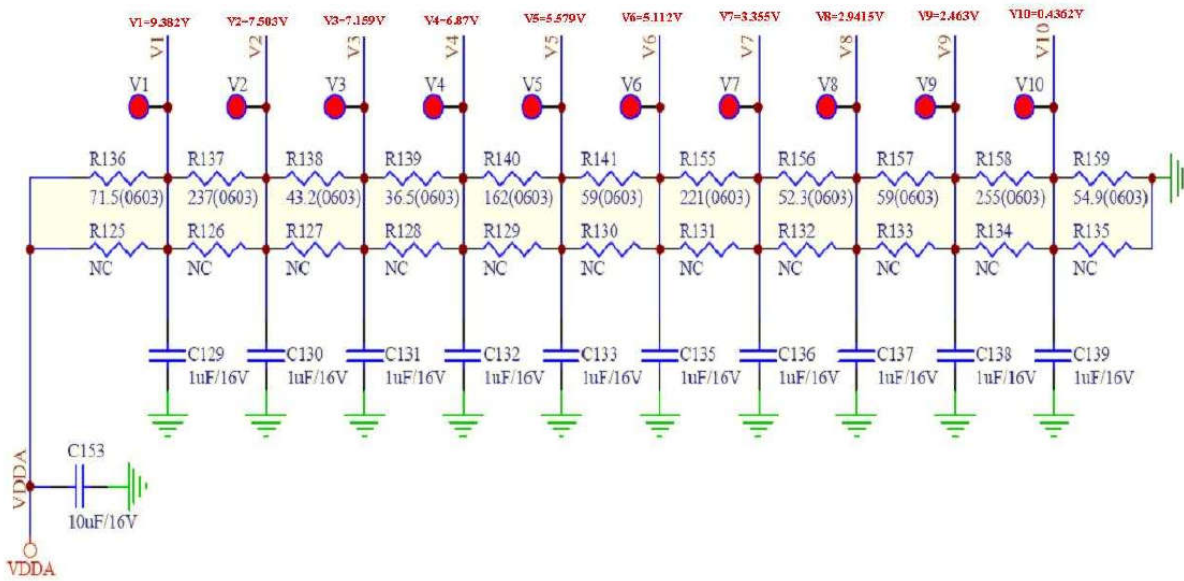 V1=9.382V V2=7.503V V3=7.159V V4=6.87V V5=5.579V V6=5.112V V7=3.355V V8=2.9415V V9=2.463V V10=0.4362V
V1 V2 V3 V4 V5 V6 V7 V8 V9 V10
V1 V2 V3 V4 V5 V6 V7 V8 V9 V10
R136 R137 R138 R139 R140 R141 R155 R156 R157 R158 R159
71.5(0603) 237(0603) 43.2(0603) 36.5(0603) 162(0603) 59(0603) 221(0603) 52.3(0603) 59(0603) 255(0603) 54.9(0603)
R125 R126 R127 R128 R129 R130 R131 R132 R133 R134 R135
NC NC NC NC NC NC NC NC NC NC NC
C129 C130 C131 C132 C133 C135 C136 C137 C138 C139
1uF/16V 1uF/16V 1uF/16V 1uF/16V 1uF/16V 1uF/16V 1uF/16V 1uF/16V 1uF/16V 1uF/16V
C153
VDDA
10uF/16V
VDDA